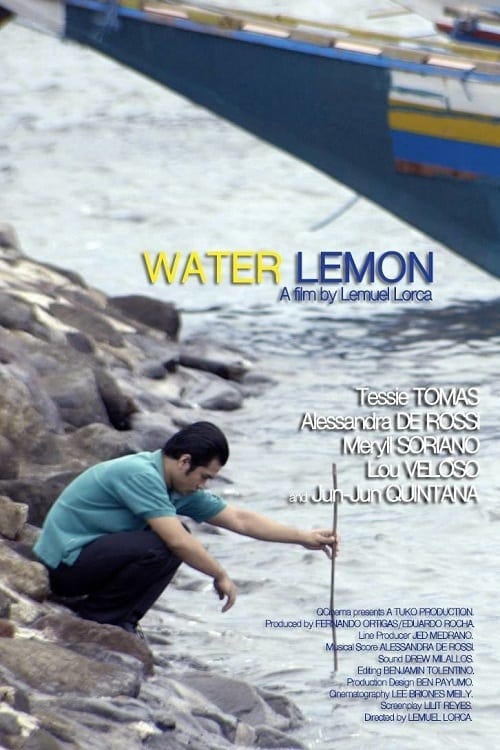 WATER LEMON
A film by Lemuel Lorca
Tessie TOMAS
Alessandra DE ROSSI
Meryll SORIANO
Lou VELOSO
and Jun-Jun QUINTANA
QCinema presents A TUKO PRODUCTION.
Produced by FERNANDO ORTIGAS/EDUARDO ROCHA.
Line Producer JED MEDRANO.
Musical Score ALESSANDRA DE ROSSI.
Sound DREW MILALLOS.
Editing BENJAMIN TOLENTINO.
Production Design BEN PAYUMO.
Cinematography LEE BRIONES MEILY.
Screenplay LILIT REYES.
Directed by LEMUEL LORCA.